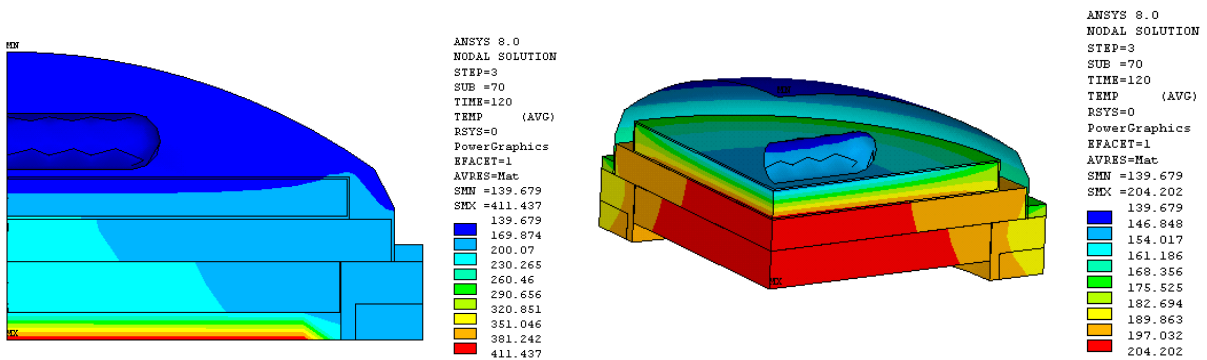 MN
ANSYS 8.0
NODAL SOLUTION
STEP=3
SUB =70
TIME=120
TEMP (AVG)
RSYS=0
PowerGraphics
EFACET=1
AVRES=Mat
SMN =139.679
SMX =411.437
139.679
169.874
200.07
230.265
260.46
290.656
320.851
351.046
381.242
411.437
MX
ANSYS 8.0
NODAL SOLUTION
STEP=3
SUB =70
TIME=120
TEMP (AVG)
RSYS=0
PowerGraphics
EFACET=1
AVRES=Mat
SMN =139.679
SMX =204.202
139.679
146.848
154.017
161.186
168.356
175.525
182.694
189.863
197.032
204.202
MX